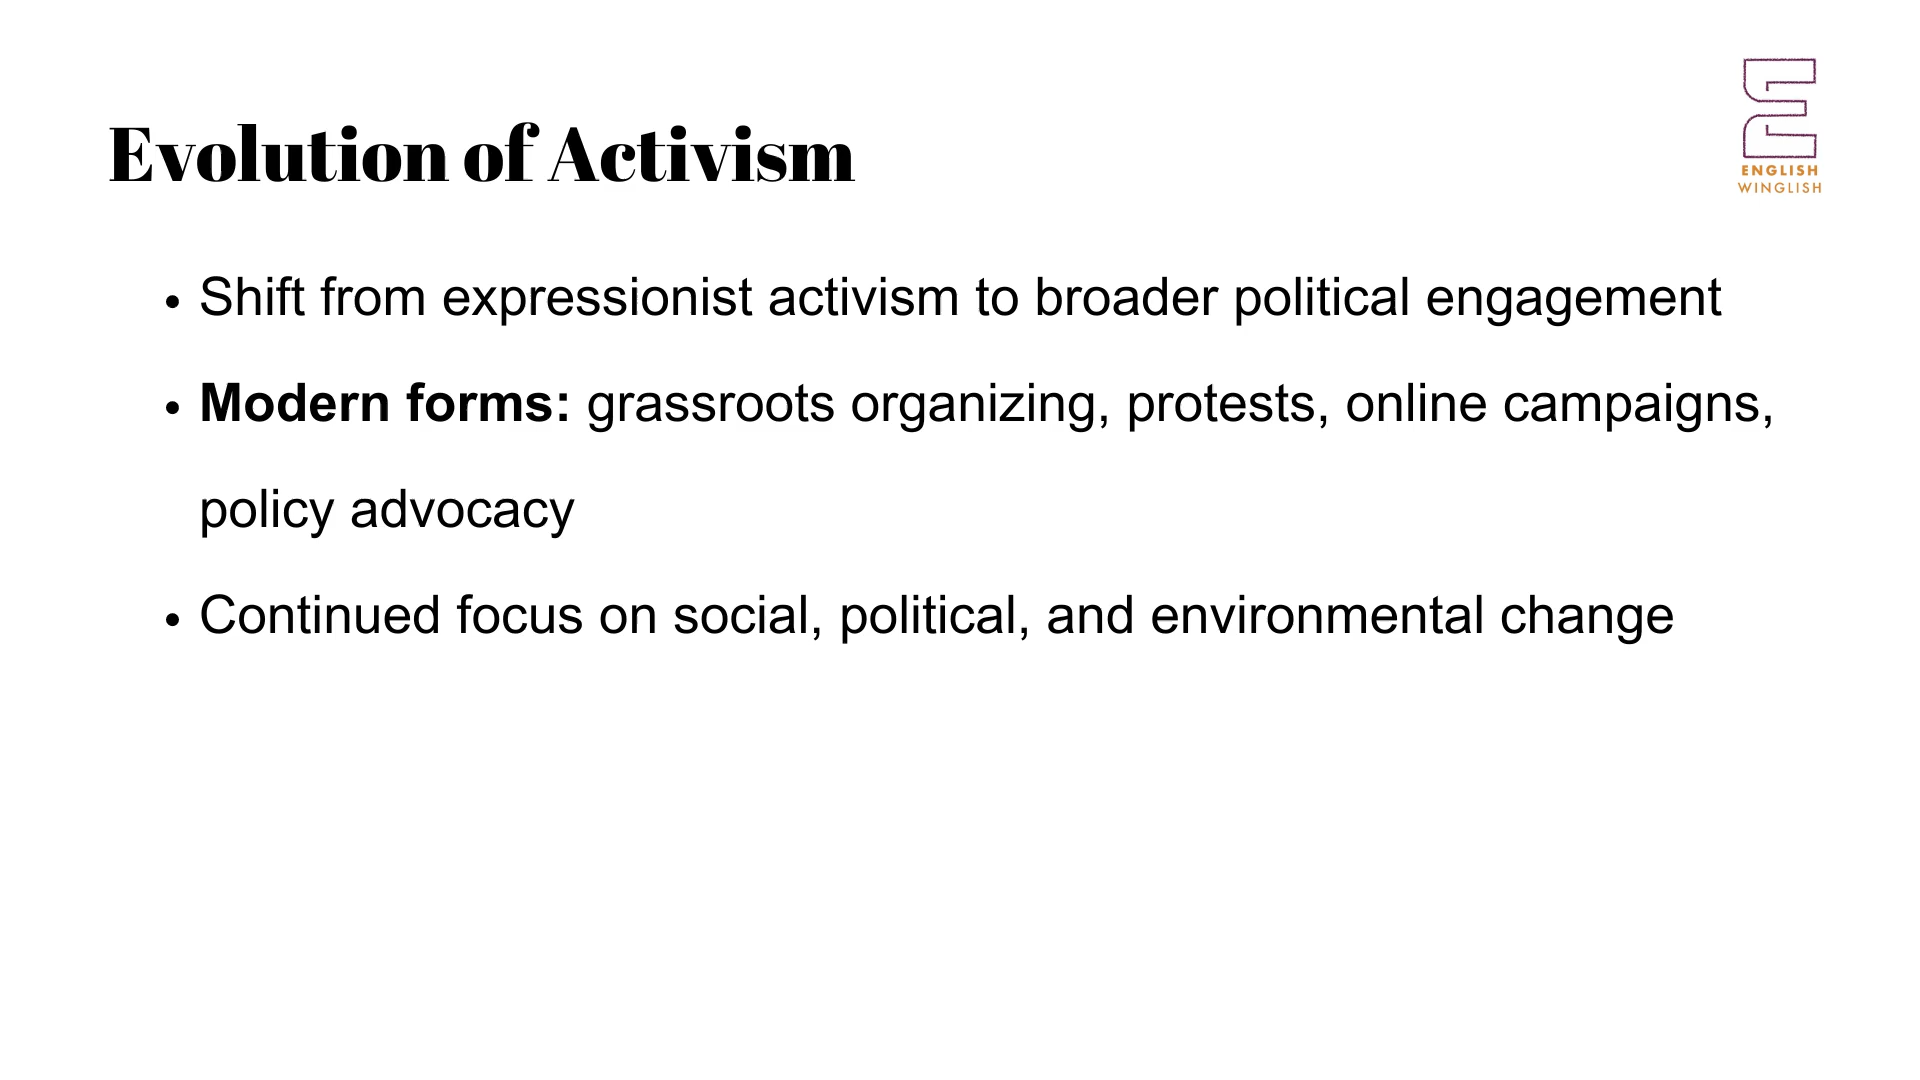 Evolution of Activism
ENGLISH
WINGLISH
• Shift from expressionist activism to broader political engagement
• Modern forms: grassroots organizing, protests, online campaigns,
policy advocacy
• Continued focus on social, political, and environmental change